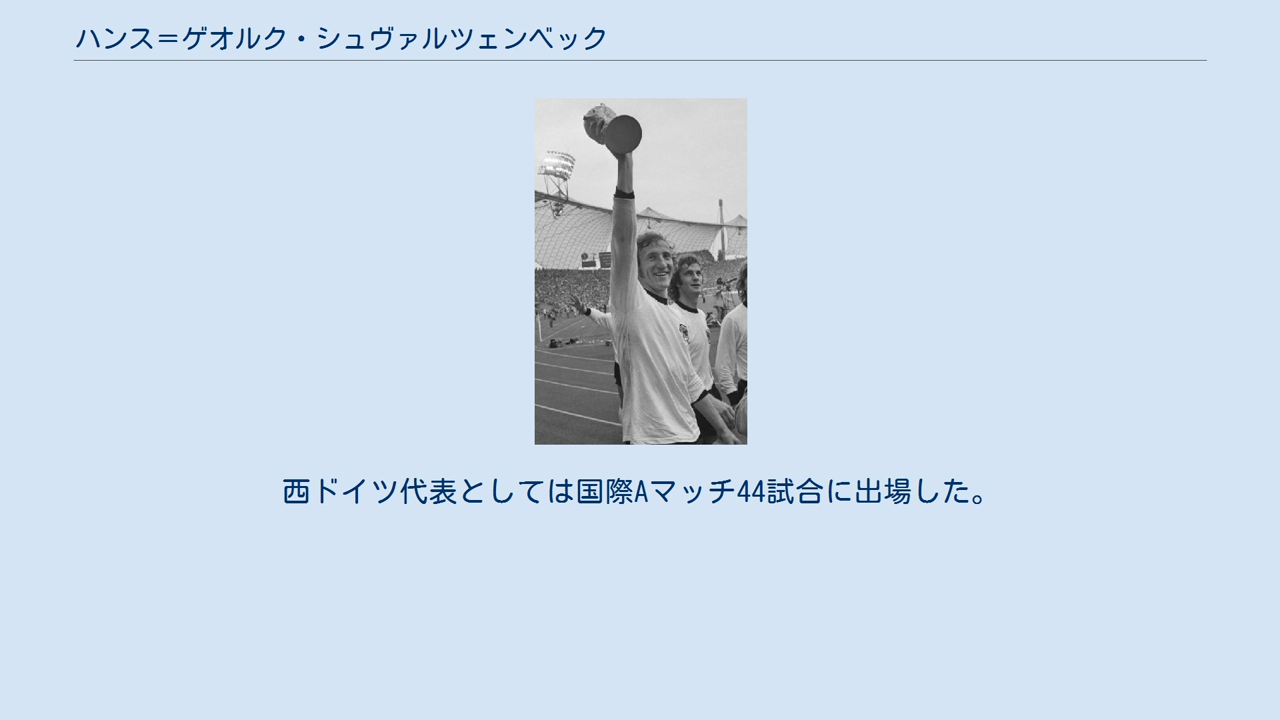 ハンス＝ゲオルク・シュヴァルツェンベック
西ドイツ代表としては国際Aマッチ44試合に出場した。